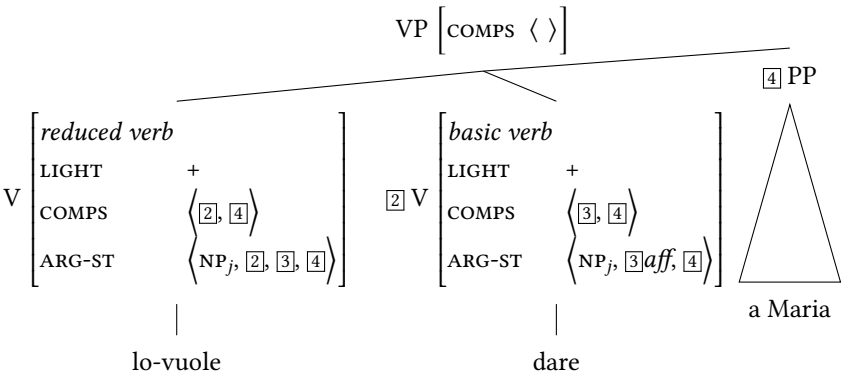 VP [COMPS ⟨ ⟩]
4 PP
V [reduced verb
LIGHT +
COMPS ⟨2, 4⟩
ARG-ST ⟨NPj, 2, 3, 4⟩]
2 V [basic verb
LIGHT +
COMPS ⟨3, 4⟩
ARG-ST ⟨NPj, 3aff, 4⟩]
a Maria
lo-vuole
dare